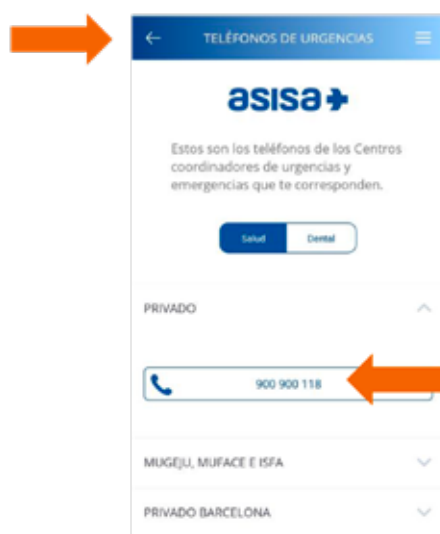 TELÉFONOS DE URGENCIAS
asisa
Estos son los teléfonos de los Centros
coordinadores de urgencias y
emergencias que te corresponden.
Salud Dental
PRIVADO
900 900 118
MUGEJU, MUFACE E ISFA
PRIVADO BARCELONA